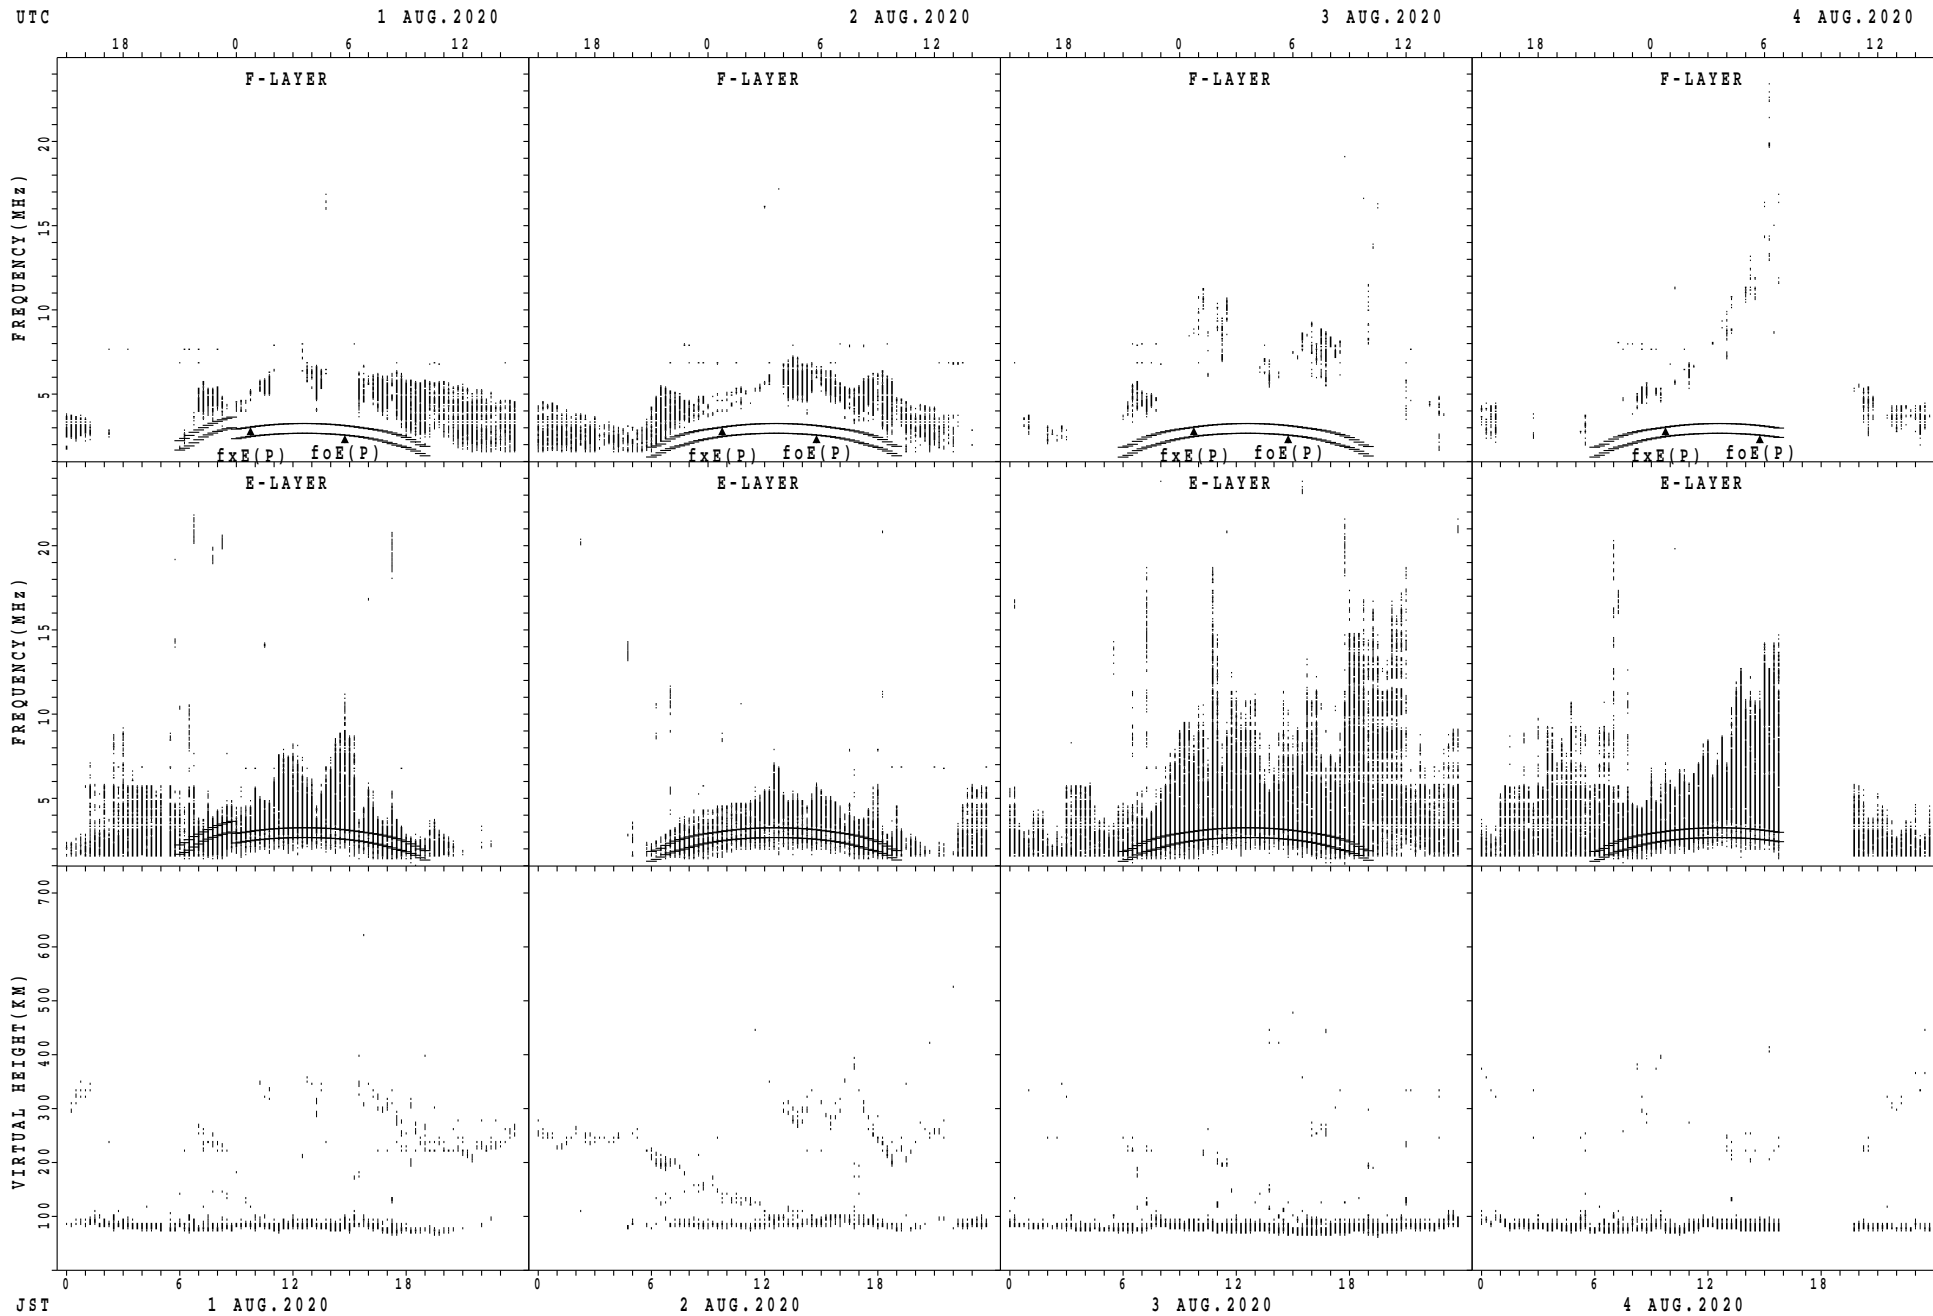 UTC 1 AUG.2020 2 AUG.2020 3 AUG.2020 4 AUG.2020
18 0 6 12 18 0 6 12 18 0 6 12 18 0 6 12
F-LAYER F-LAYER F-LAYER F-LAYER
FREQUENCY(MHz)
20
15
10
5
fxE(P) foE(P) fxE(P) foE(P) fxE(P) foE(P) fxE(P) foE(P)
E-LAYER E-LAYER E-LAYER E-LAYER
FREQUENCY(MHz)
20
15
10
5
VIRTUAL HEIGHT(KM)
700
600
500
400
300
200
100
0 6 12 18 0 6 12 18 0 6 12 18 0 6 12 18
JST 1 AUG.2020 2 AUG.2020 3 AUG.2020 4 AUG.2020